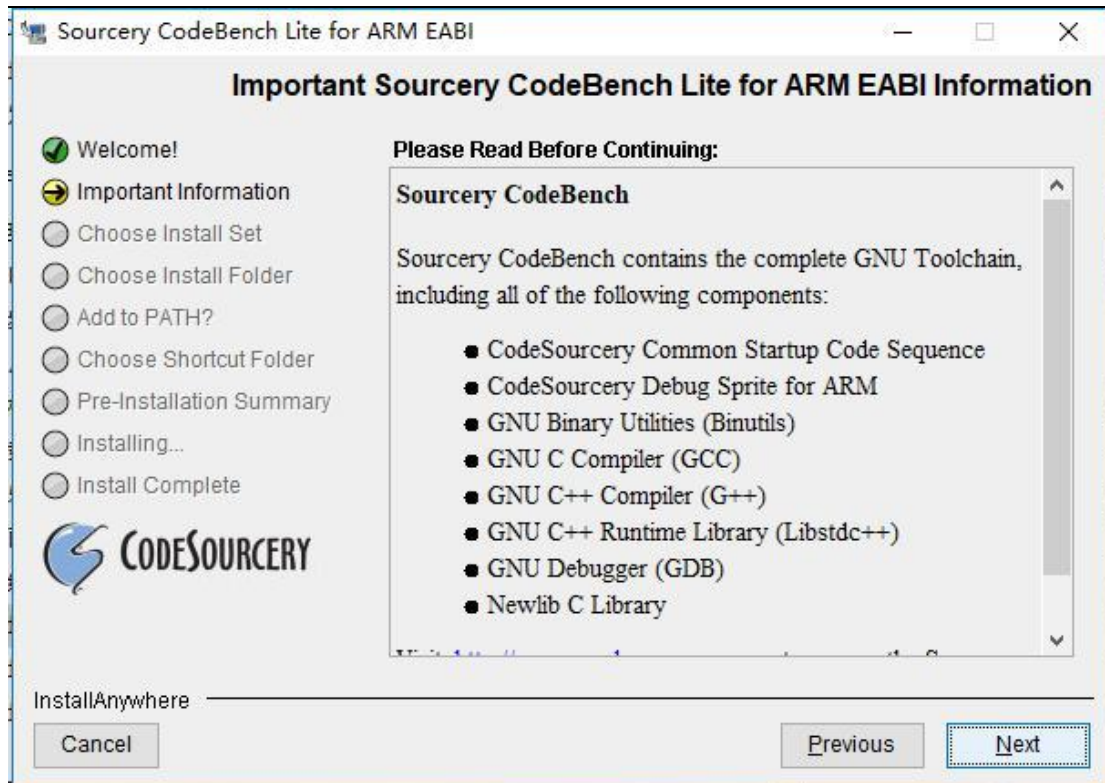 Sourcery CodeBench Lite for ARM EABI
Important Sourcery CodeBench Lite for ARM EABI Information
Welcome!
Important Information
Choose Install Set
Choose Install Folder
Add to PATH?
Choose Shortcut Folder
Pre-Installation Summary
Installing...
Install Complete
CODESOURCERY
Please Read Before Continuing:
Sourcery CodeBench
Sourcery CodeBench contains the complete GNU Toolchain,
including all of the following components:
● CodeSourcery Common Startup Code Sequence
● CodeSourcery Debug Sprite for ARM
● GNU Binary Utilities (Binutils)
● GNU C Compiler (GCC)
● GNU C++ Compiler (G++)
● GNU C++ Runtime Library (Libstdc++)
● GNU Debugger (GDB)
● Newlib C Library
InstallAnywhere
Cancel
Previous
Next